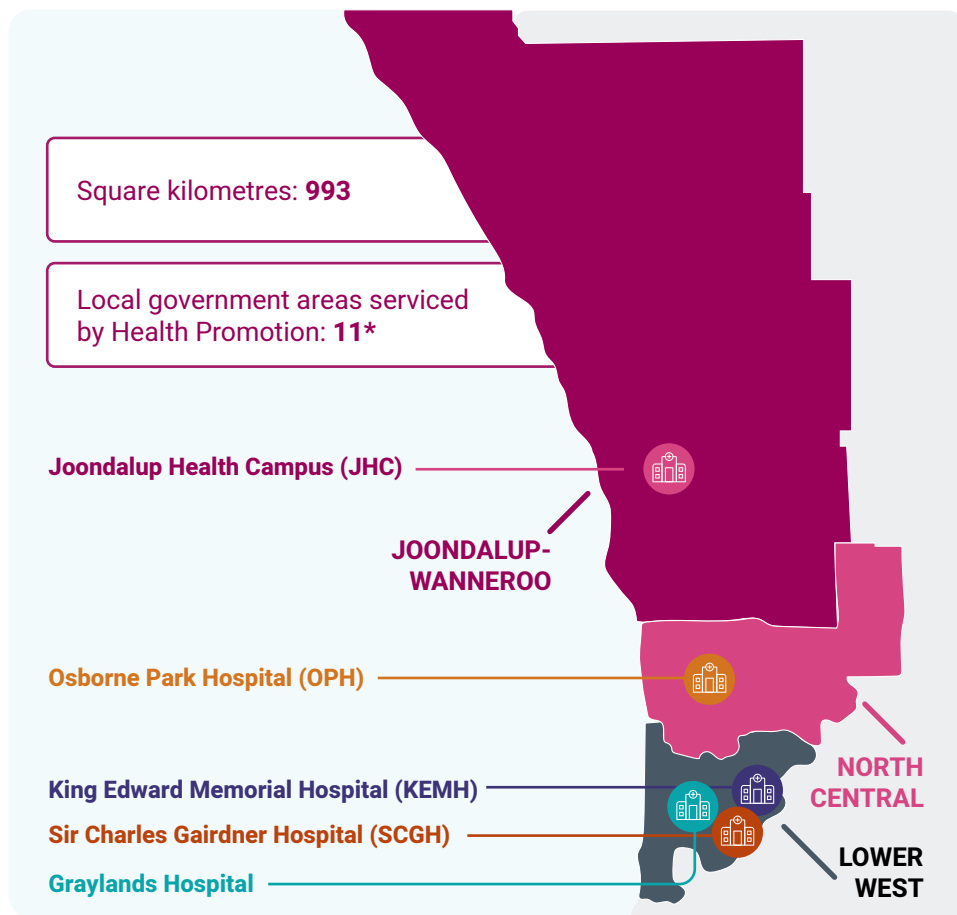 Square kilometres: 993
Local government areas serviced
by Health Promotion: 11*
Joondalup Health Campus (JHC)
JOONDALUP-
WANNEROO
Osborne Park Hospital (OPH)
NORTH
CENTRAL
King Edward Memorial Hospital (KEMH)
Sir Charles Gairdner Hospital (SCGH)
LOWER
WEST
Graylands Hospital